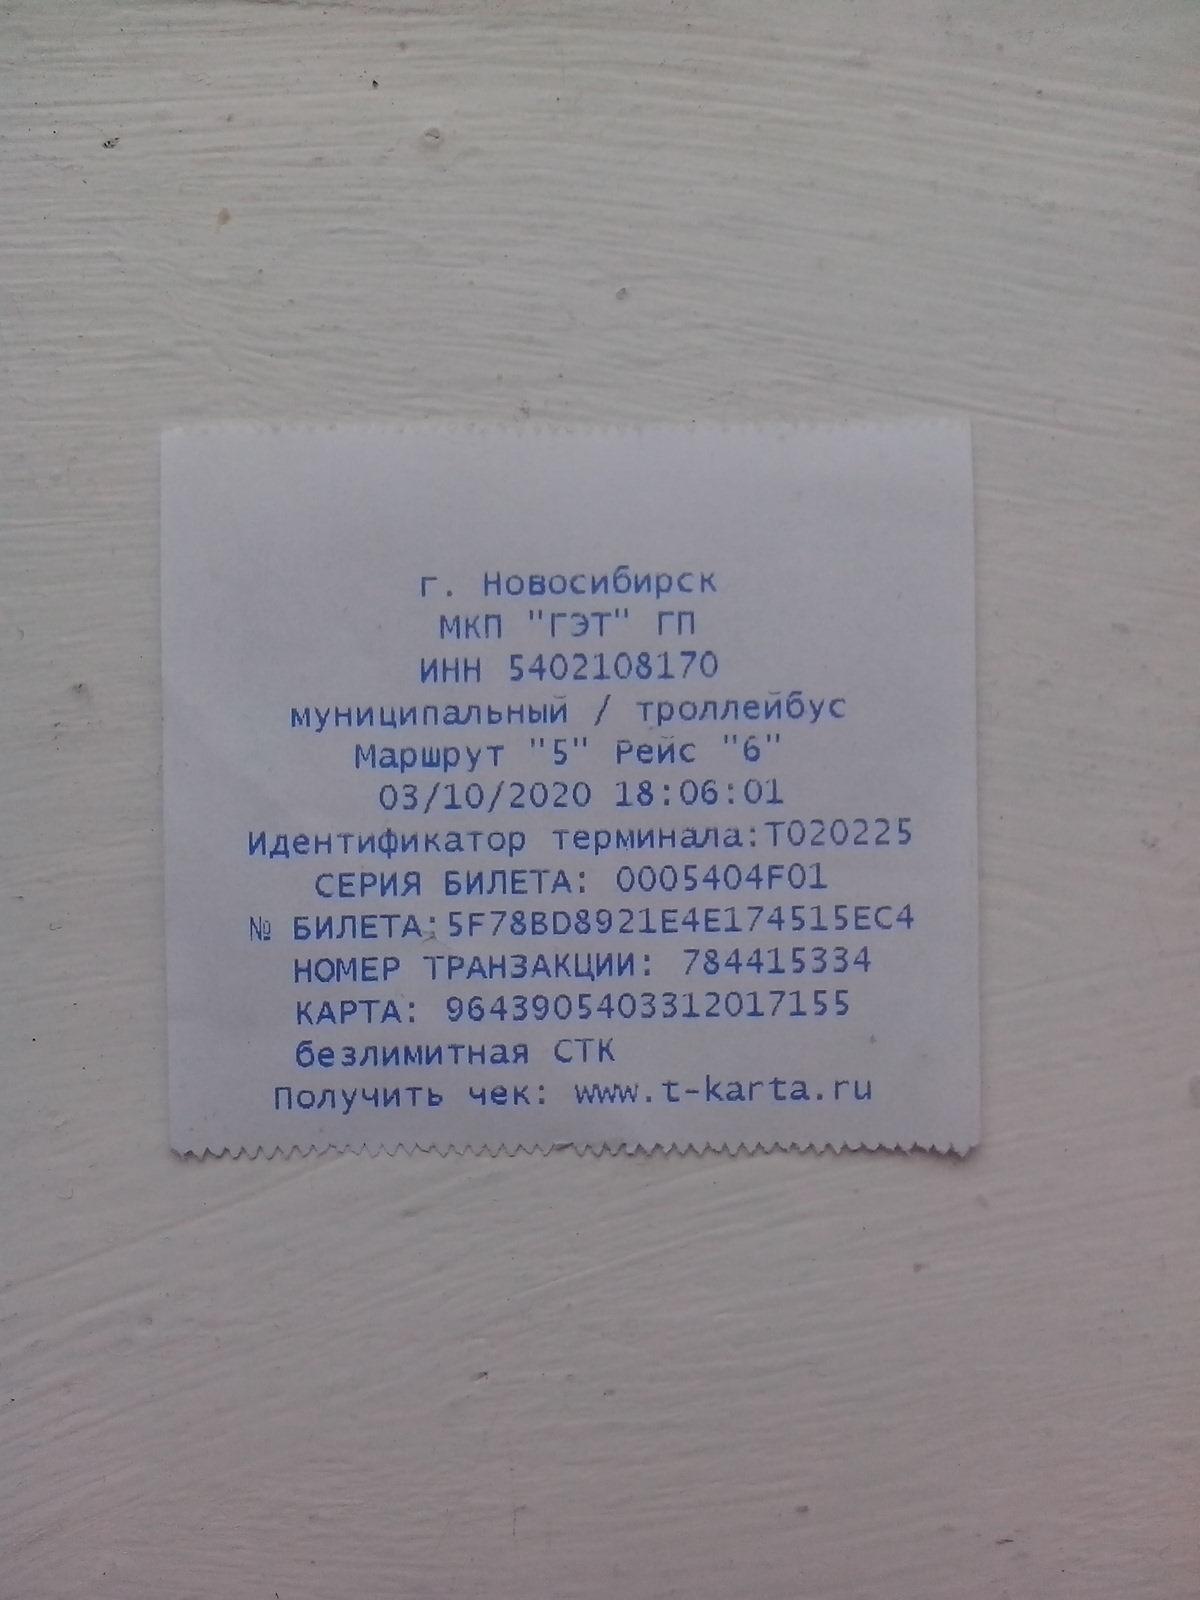 г. Новосибирск
МКП "ГЭТ" ГП
ИНН 5402108170
муниципальный / троллейбус
Маршрут "5" Рейс "6"
03/10/2020 18:06:01
Идентификатор терминала:T020225
СЕРИЯ БИЛЕТА: 0005404F01
№ БИЛЕТА:5F78BD8921E4E174515EC4
НОМЕР ТРАНЗАКЦИИ: 784415334
КАРТА: 9643905403312017155
безлимитная СТК
Получить чек: www.t-karta.ru